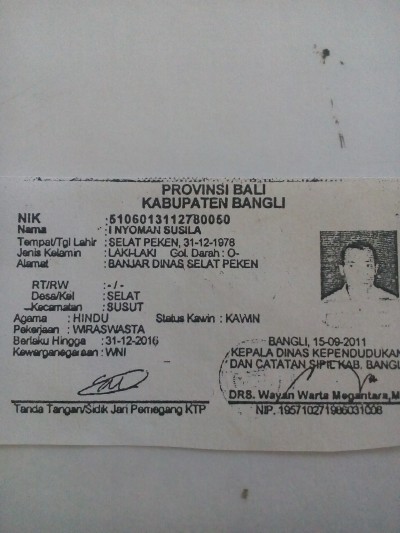 PROVINSI BALI
KABUPATEN BANGLI
NIK : 5106013112780050
Nama : I NYOMAN SUSILA
Tempat/Tgl Lahir : SELAT PEKEN, 31-12-1978
Jenis Kelamin : LAKI-LAKI Gol. Darah : O-
Alamat : BANJAR DINAS SELAT PEKEN
RT/RW : - / -
Desa/Kel : SELAT
Kecamatan : SUSUT
Agama : HINDU Status Kawin : KAWIN
Pekerjaan : WIRASWASTA
Berlaku Hingga : 31-12-2016
Kewarganegaraan : WNI
BANGLI, 15-09-2011
KEPALA DINAS KEPENDUDUKAN
DAN CATATAN SIPIL KAB. BANGLI
Tanda Tangan/Sidik Jari Pemegang KTP
DRS. Wayan Warta Megantara, M
NIP. 195710271986031008